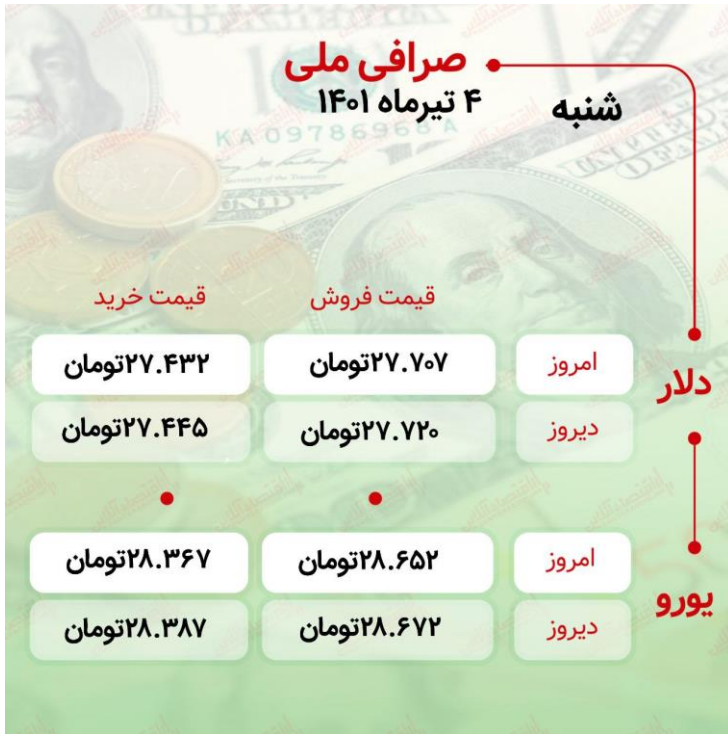 صرافی ملی
شنبه ۴ تیرماه ۱۴۰۱
قیمت فروش قیمت خرید
دلار
امروز ۲۷.۷۰۷تومان ۲۷.۴۳۲تومان
دیروز ۲۷.۷۲۰تومان ۲۷.۴۴۵تومان
یورو
امروز ۲۸.۶۵۲تومان ۲۸.۳۶۷تومان
دیروز ۲۸.۶۷۲تومان ۲۸.۳۸۷تومان